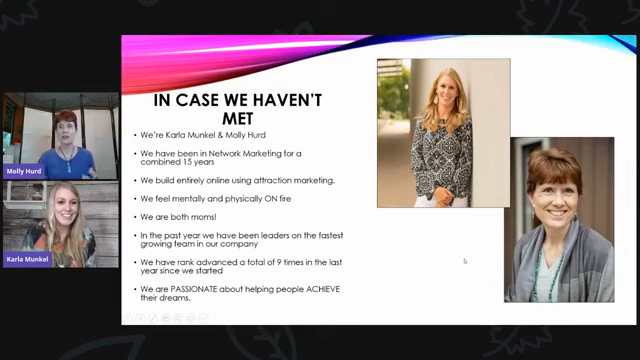 IN CASE WE HAVEN'T
MET
• We're Karla Munkel & Molly Hurd
• We have been in Network Marketing for a
combined 15 years
• We build entirely online using attraction marketing.
• We feel mentally and physically ON fire
• We are both moms!
• In the past year we have been leaders on the fastest
growing team in our company
• We have rank advanced a total of 9 times in the last
year since we started
• We are PASSIONATE about helping people ACHIEVE
their dreams.
Molly Hurd
Karla Munkel